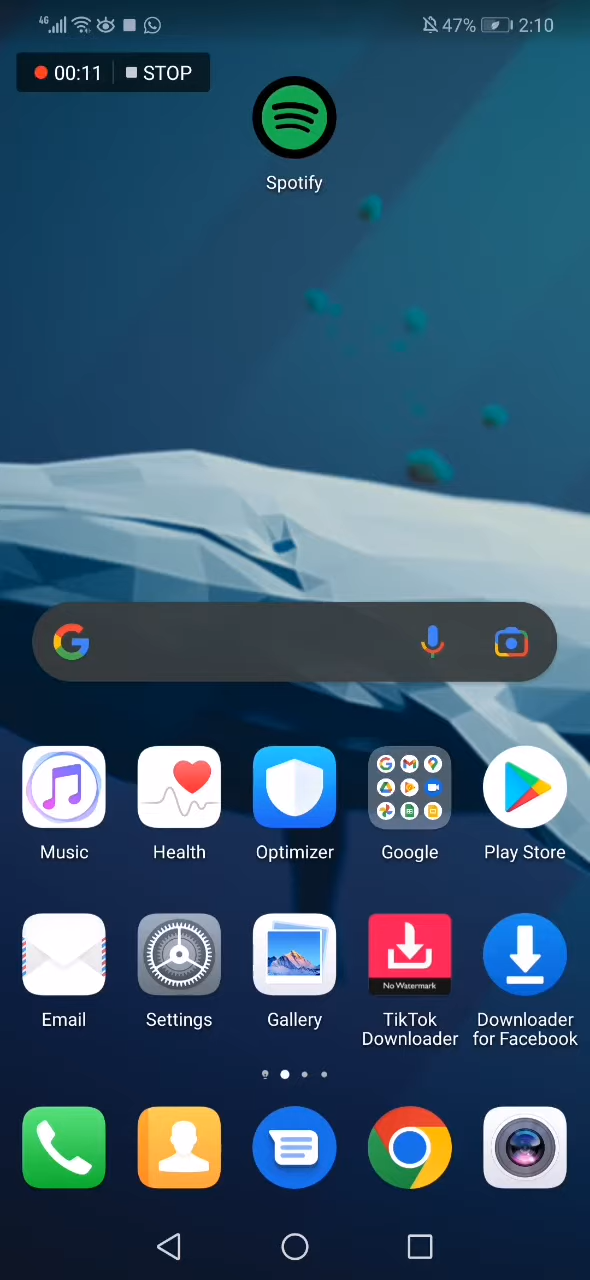 4G 47% 2:10
00:11 STOP
Spotify
Music Health Optimizer Google Play Store
No Watermark
Email Settings Gallery TikTok Downloader Downloader for Facebook